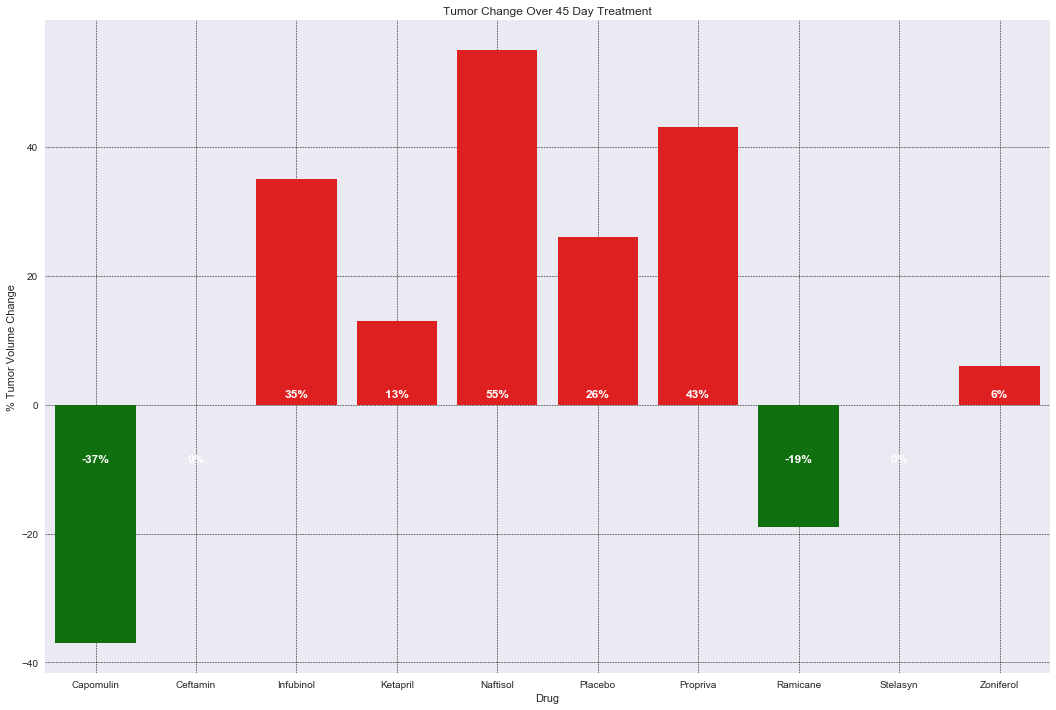 Tumor Change Over 45 Day Treatment
% Tumor Volume Change
40
20
0
−20
−40
35%
13%
55%
26%
43%
6%
-37%
0%
-19%
0%
Capomulin
Ceftamin
Infubinol
Ketapril
Naftisol
Placebo
Propriva
Ramicane
Stelasyn
Zoniferol
Drug